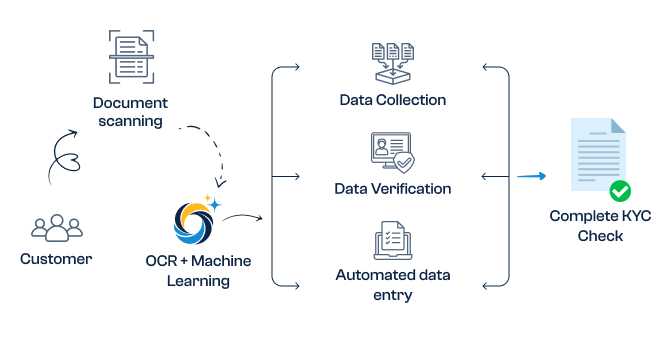 Document
scanning
Customer
OCR + Machine
Learning
Data Collection
Data Verification
Automated data
entry
Complete KYC
Check